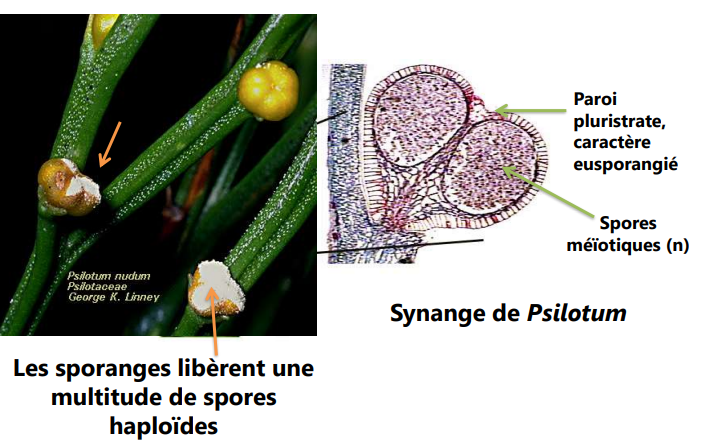 Psilotum nudum
Psilotaceae
George K. Linney
Les sporanges libèrent une
multitude de spores
haploïdes
Paroi
pluristrate,
caractère
eusporangié
Spores
méïotiques (n)
Synange de Psilotum